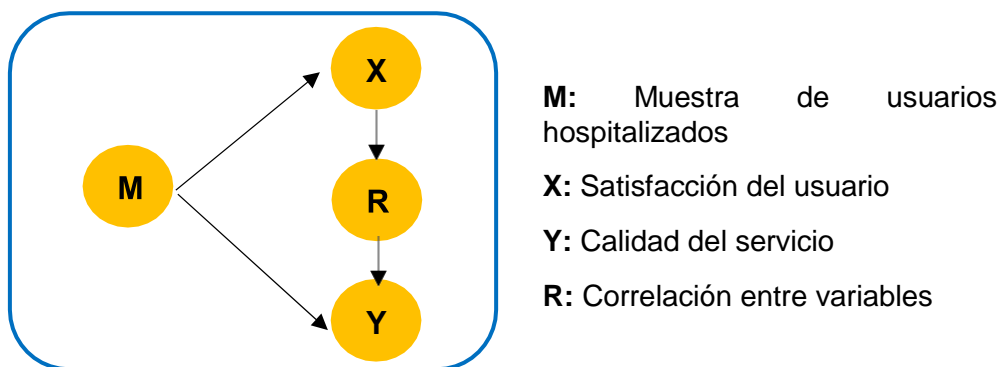 X
M
R
Y
M: Muestra de usuarios
hospitalizados
X: Satisfacción del usuario
Y: Calidad del servicio
R: Correlación entre variables